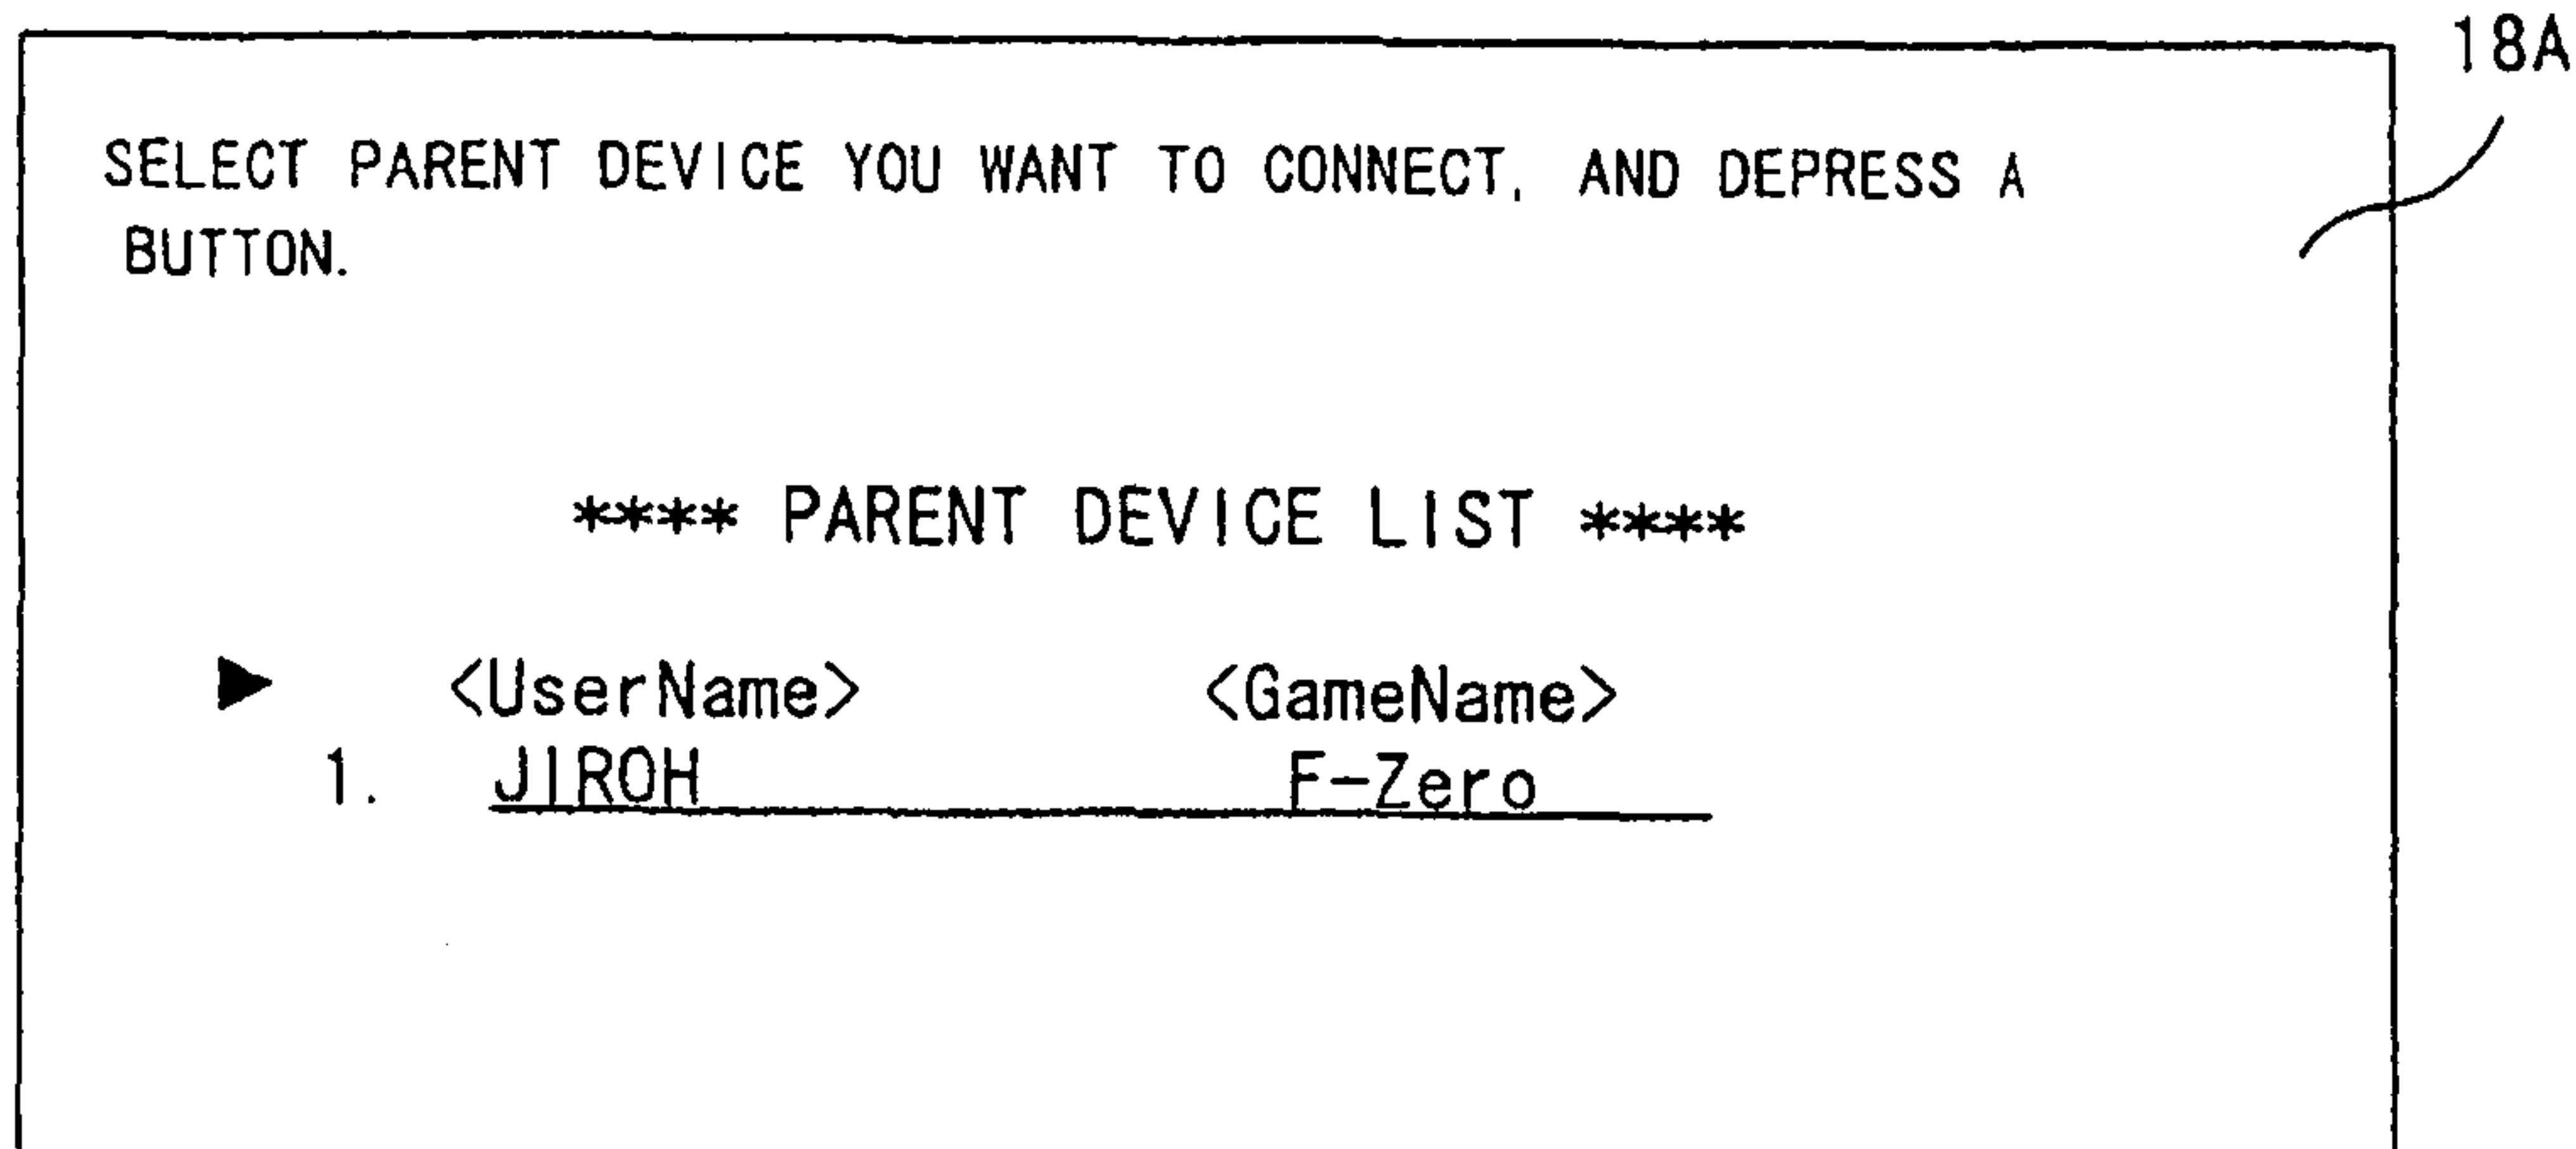 18A
SELECT PARENT DEVICE YOU WANT TO CONNECT, AND DEPRESS A
BUTTON.
**** PARENT DEVICE LIST ****
<UserName> <GameName>
1. JIROH F-Zero